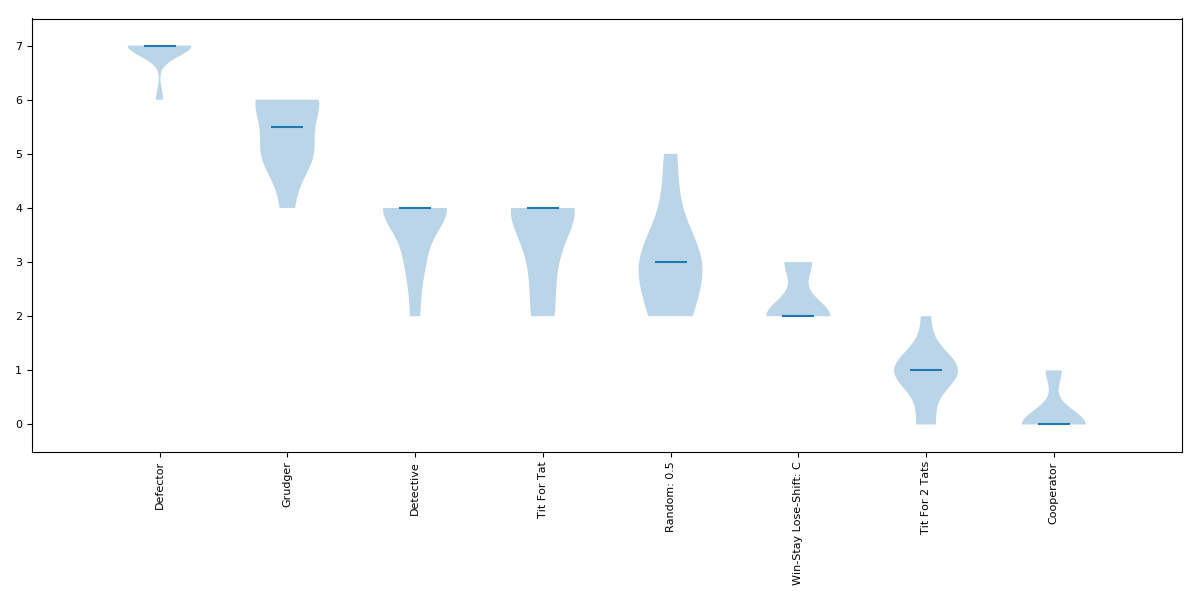 7
6
5
4
3
2
1
0
Defector
Grudger
Detective
Tit For Tat
Random: 0.5
Win-Stay Lose-Shift: C
Tit For 2 Tats
Cooperator